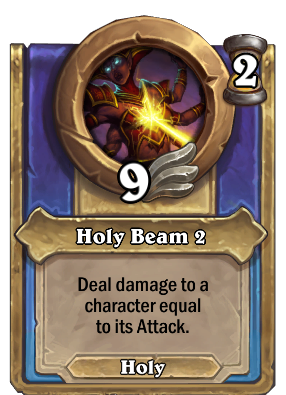 2
9
Holy Beam 2
Deal damage to a
character equal
to its Attack.
Holy